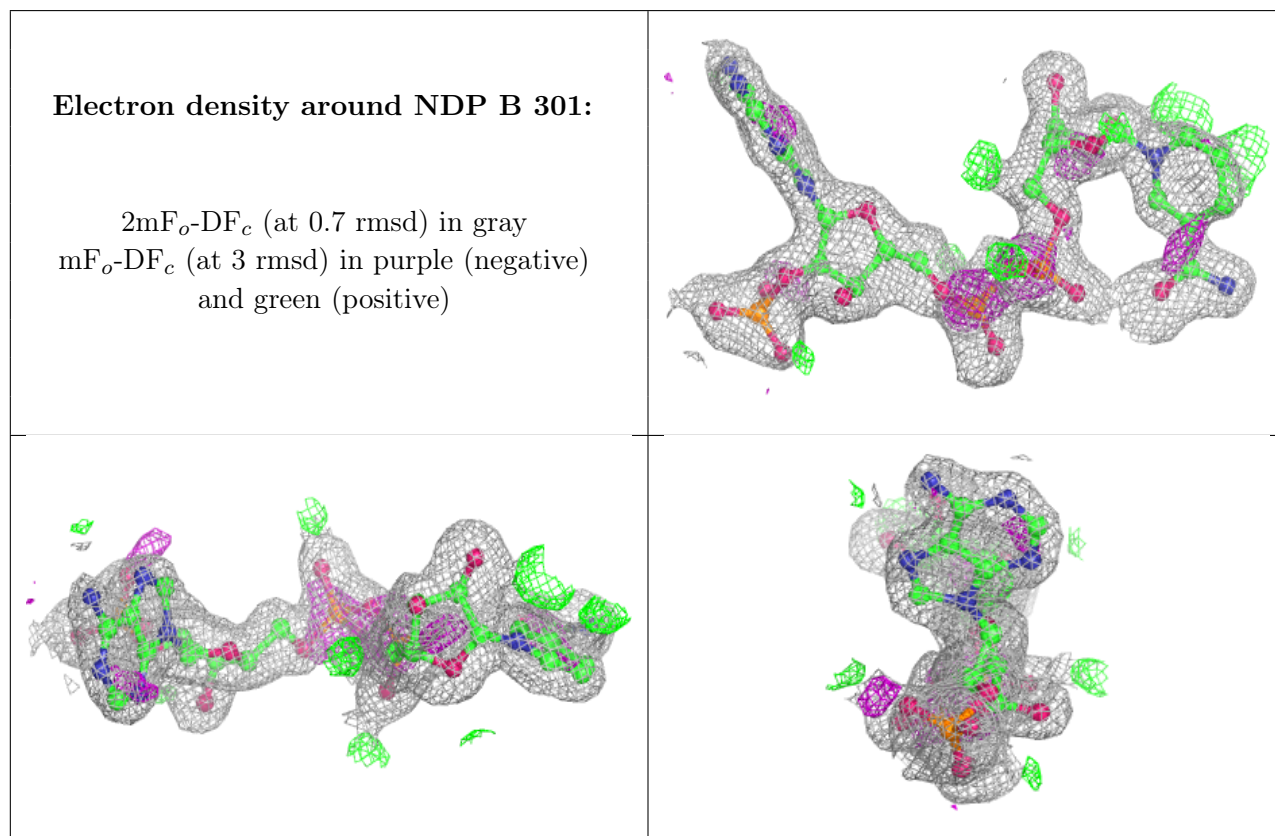 Electron density around NDP B 301:
2mFo-DFc (at 0.7 rmsd) in gray
mFo-DFc (at 3 rmsd) in purple (negative)
and green (positive)